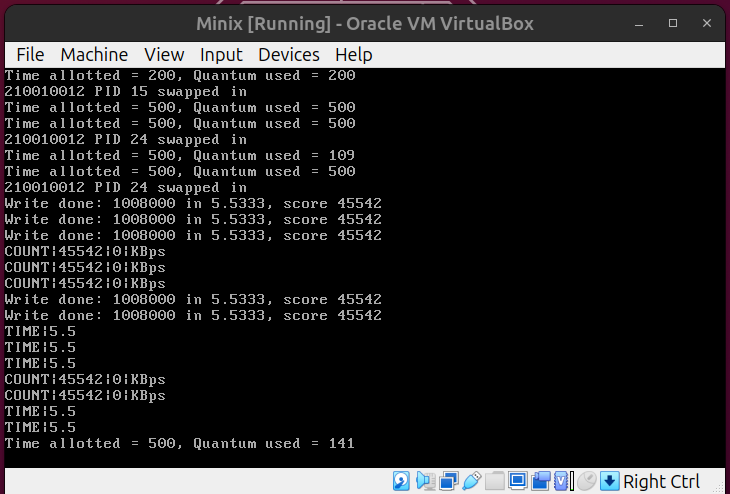 Minix [Running] - Oracle VM VirtualBox
File Machine View Input Devices Help
Time allotted = 200, Quantum used = 200
210010012 PID 15 swapped in
Time allotted = 500, Quantum used = 500
Time allotted = 500, Quantum used = 500
210010012 PID 24 swapped in
Time allotted = 500, Quantum used = 109
Time allotted = 500, Quantum used = 500
210010012 PID 24 swapped in
Write done: 1008000 in 5.5333, score 45542
Write done: 1008000 in 5.5333, score 45542
Write done: 1008000 in 5.5333, score 45542
COUNT|45542|0|KBps
COUNT|45542|0|KBps
COUNT|45542|0|KBps
Write done: 1008000 in 5.5333, score 45542
Write done: 1008000 in 5.5333, score 45542
TIME|5.5
TIME|5.5
TIME|5.5
COUNT|45542|0|KBps
COUNT|45542|0|KBps
TIME|5.5
TIME|5.5
Time allotted = 500, Quantum used = 141
Right Ctrl